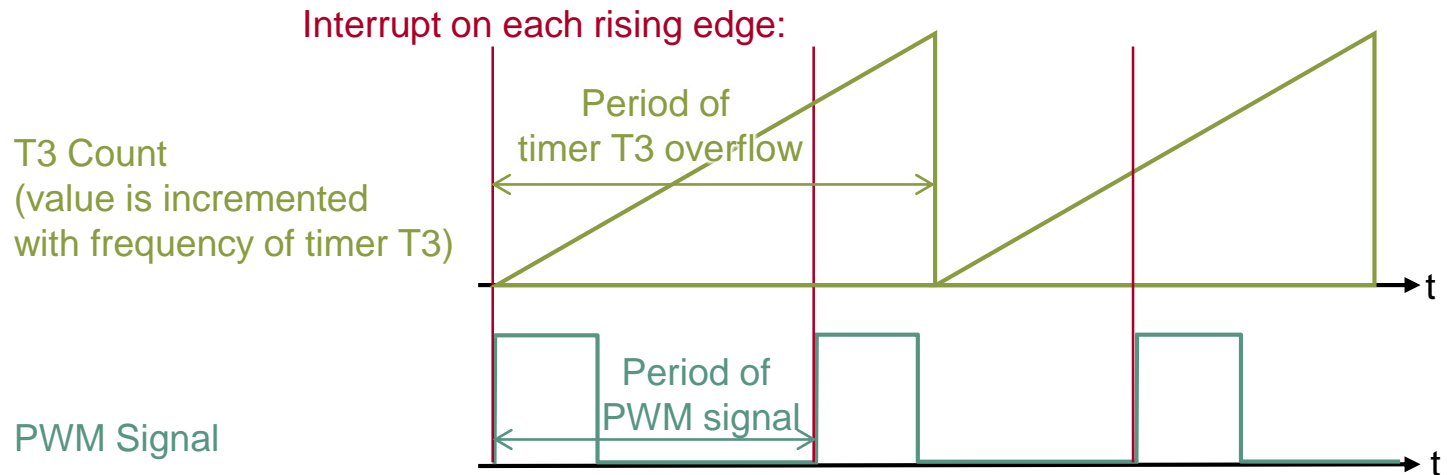 Interrupt on each rising edge:
Period of
timer T3 overflow
T3 Count
(value is incremented
with frequency of timer T3)
t
Period of
PWM signal
PWM Signal
t